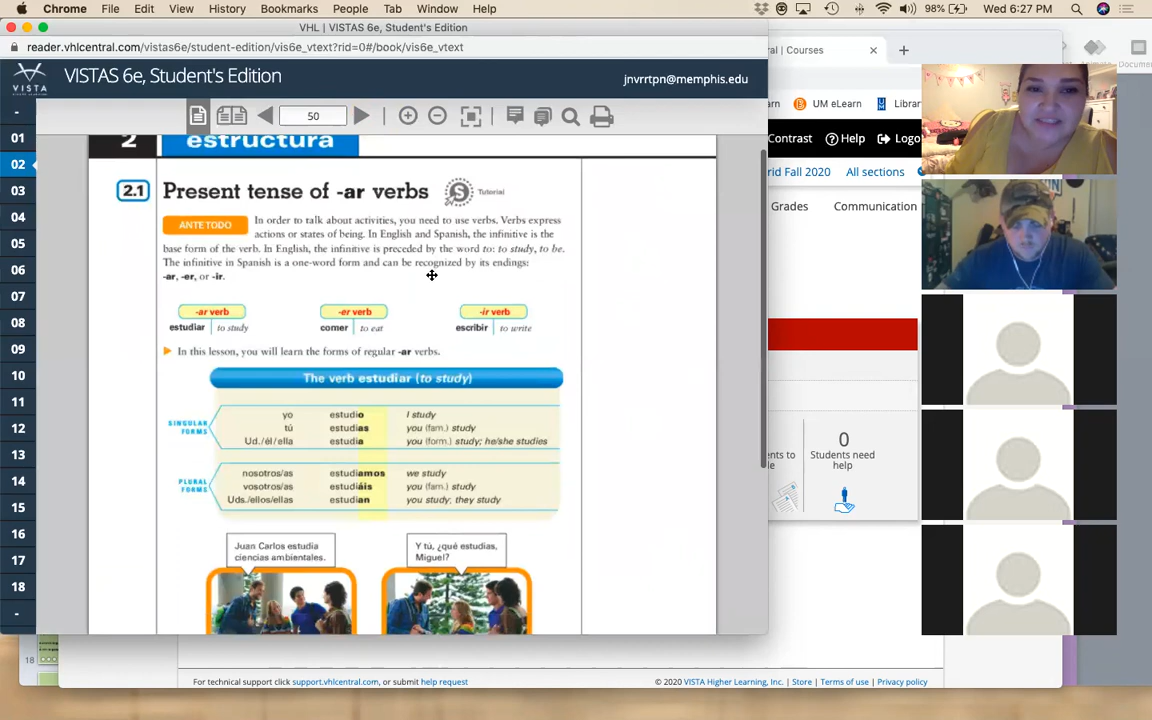 Chrome File Edit View History Bookmarks People Tab Window Help 98% Wed 6:27 PM
VHL | VISTAS 6e, Student's Edition
reader.vhlcentral.com/vistas6e/student-edition/vis6e_vtext?rid=0#/book/vis6e_vtext
VISTA
VISTAS 6e, Student's Edition
jnvrrtpn@memphis.edu
50
01
02
03
04
05
06
07
08
09
10
11
12
13
14
15
16
17
18
2 estructura
2.1 Present tense of -ar verbs Tutorial
ANTE TODO In order to talk about activities, you need to use verbs. Verbs express
actions or states of being. In English and Spanish, the infinitive is the
base form of the verb. In English, the infinitive is preceded by the word to: to study, to be.
The infinitive in Spanish is a one-word form and can be recognized by its endings:
-ar, -er, or -ir.
-ar verb -er verb -ir verb
estudiar to study comer to eat escribir to write
In this lesson, you will learn the forms of regular -ar verbs.
The verb estudiar (to study)
SINGULAR FORMS
yo estudio I study
tú estudias you (fam.) study
Ud./él/ella estudia you (form.) study; he/she studies
PLURAL FORMS
nosotros/as estudiamos we study
vosotros/as estudiáis you (fam.) study
Uds./ellos/ellas estudian you study; they study
Juan Carlos estudia
ciencias ambientales.
Y tú, ¿qué estudias,
Miguel?
| Courses
UM eLearn
Contrast Help
Fall 2020 All sections
Grades Communication
0
Students need
help
18
For technical support click support.vhlcentral.com, or submit help request
© 2020 VISTA Higher Learning, Inc. | Store | Terms of use | Privacy policy